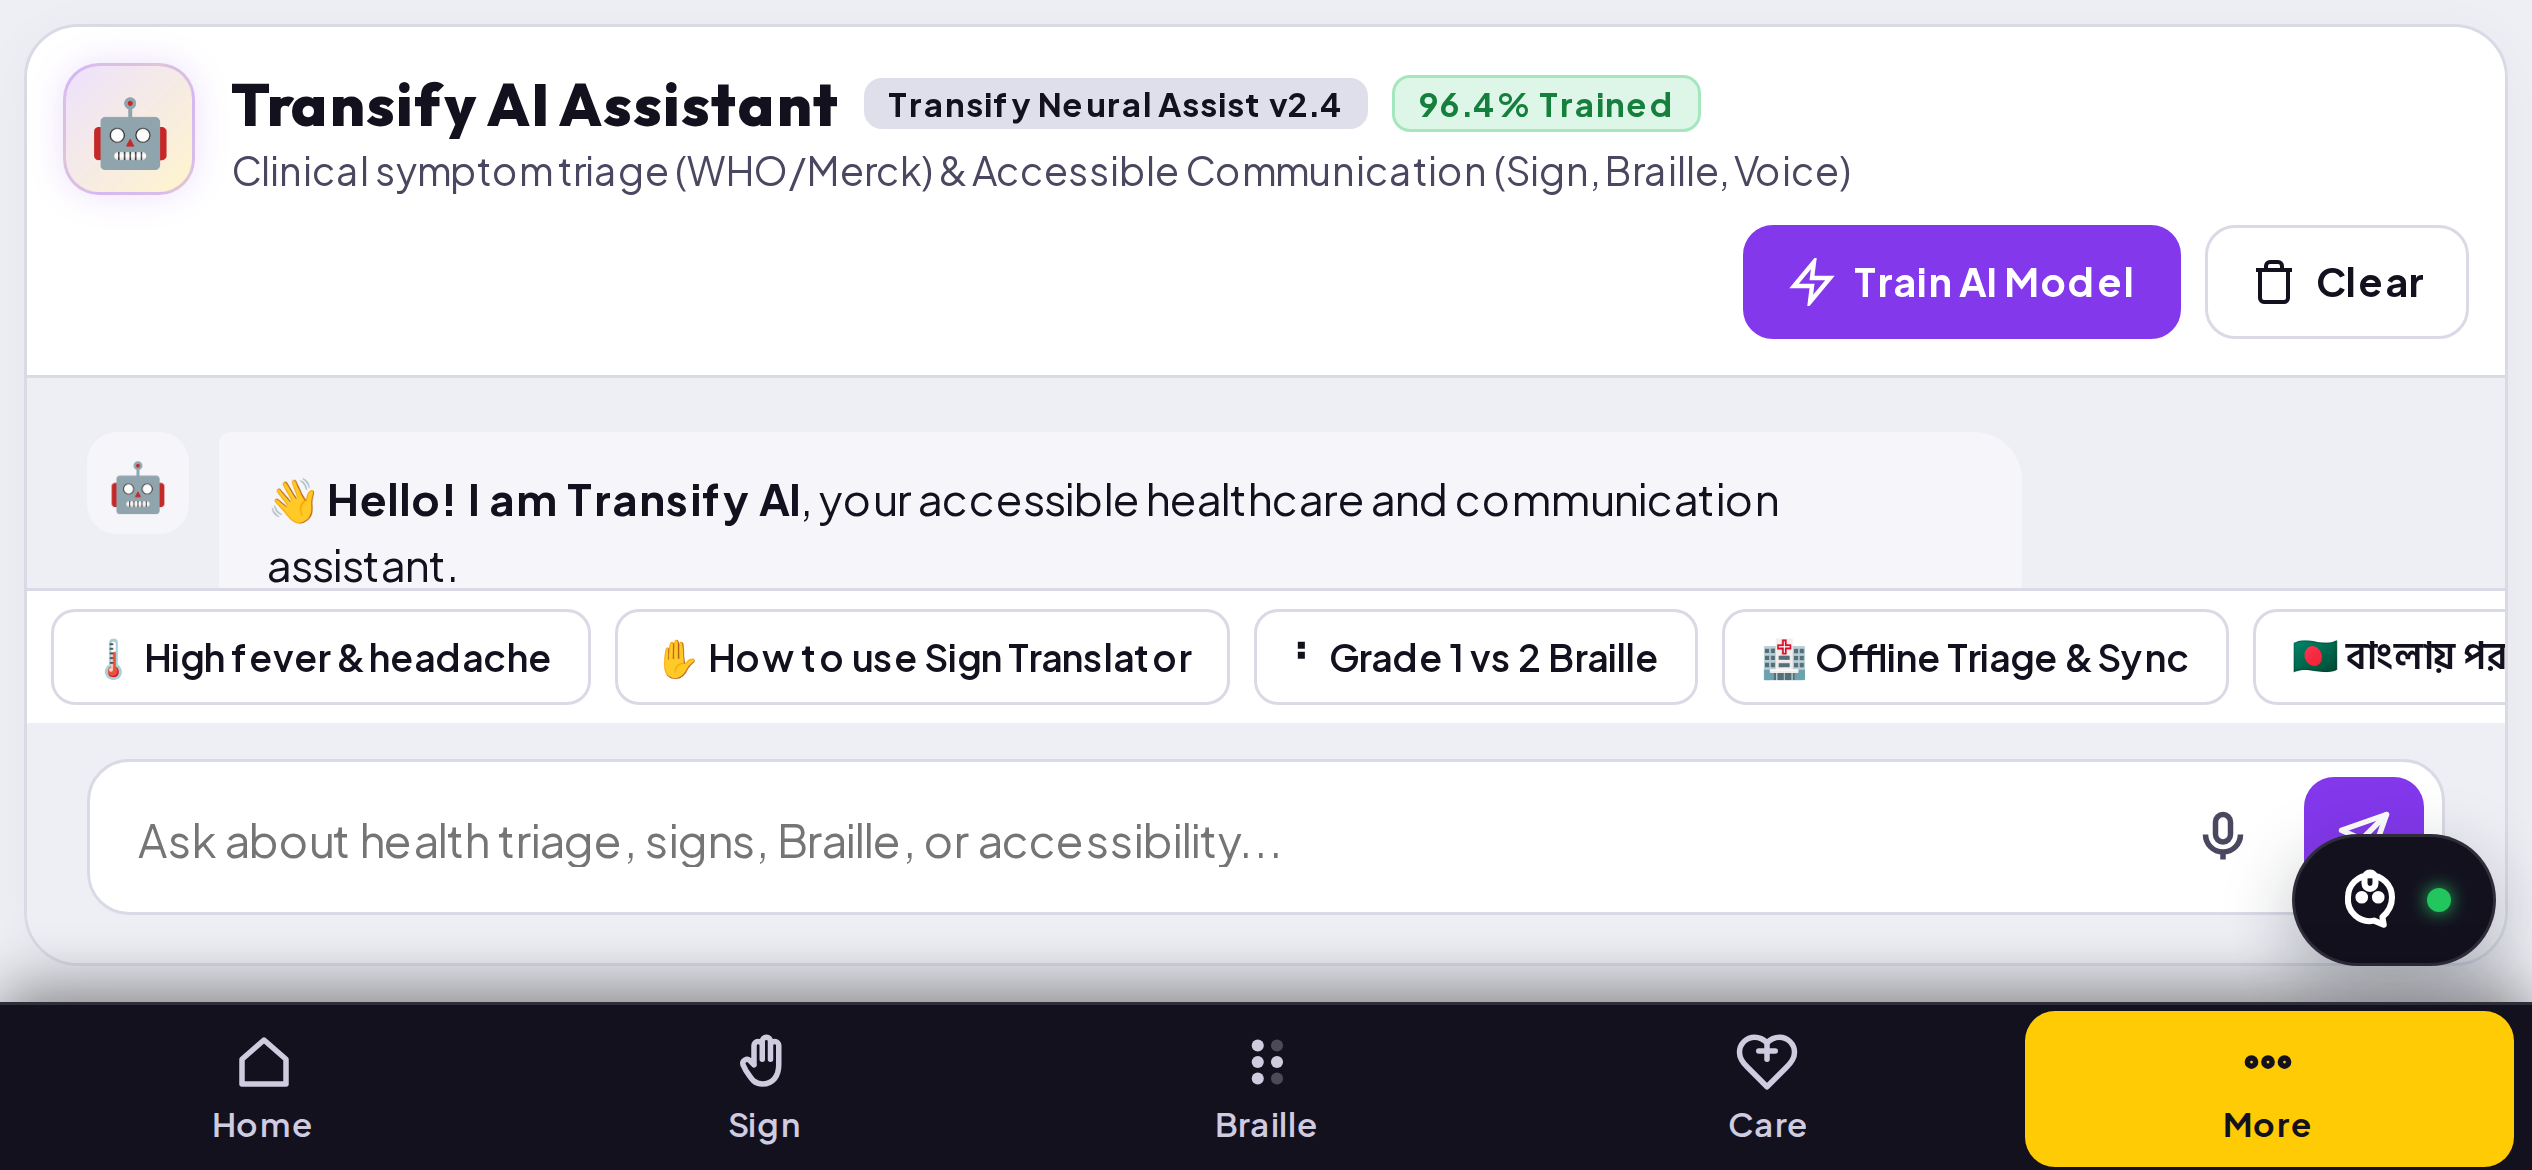 Transify AI Assistant
Transify Neural Assist v2.4
96.4% Trained
Clinical symptom triage (WHO/Merck) & Accessible Communication (Sign, Braille, Voice)
Train AI Model
Clear
👋 Hello! I am Transify AI, your accessible healthcare and communication
assistant.
🌡️ High fever & headache
✋ How to use Sign Translator
⠃ Grade 1 vs 2 Braille
🏥 Offline Triage & Sync
🇧🇩 বাংলায়
Ask about health triage, signs, Braille, or accessibility...
Home
Sign
Braille
Care
More